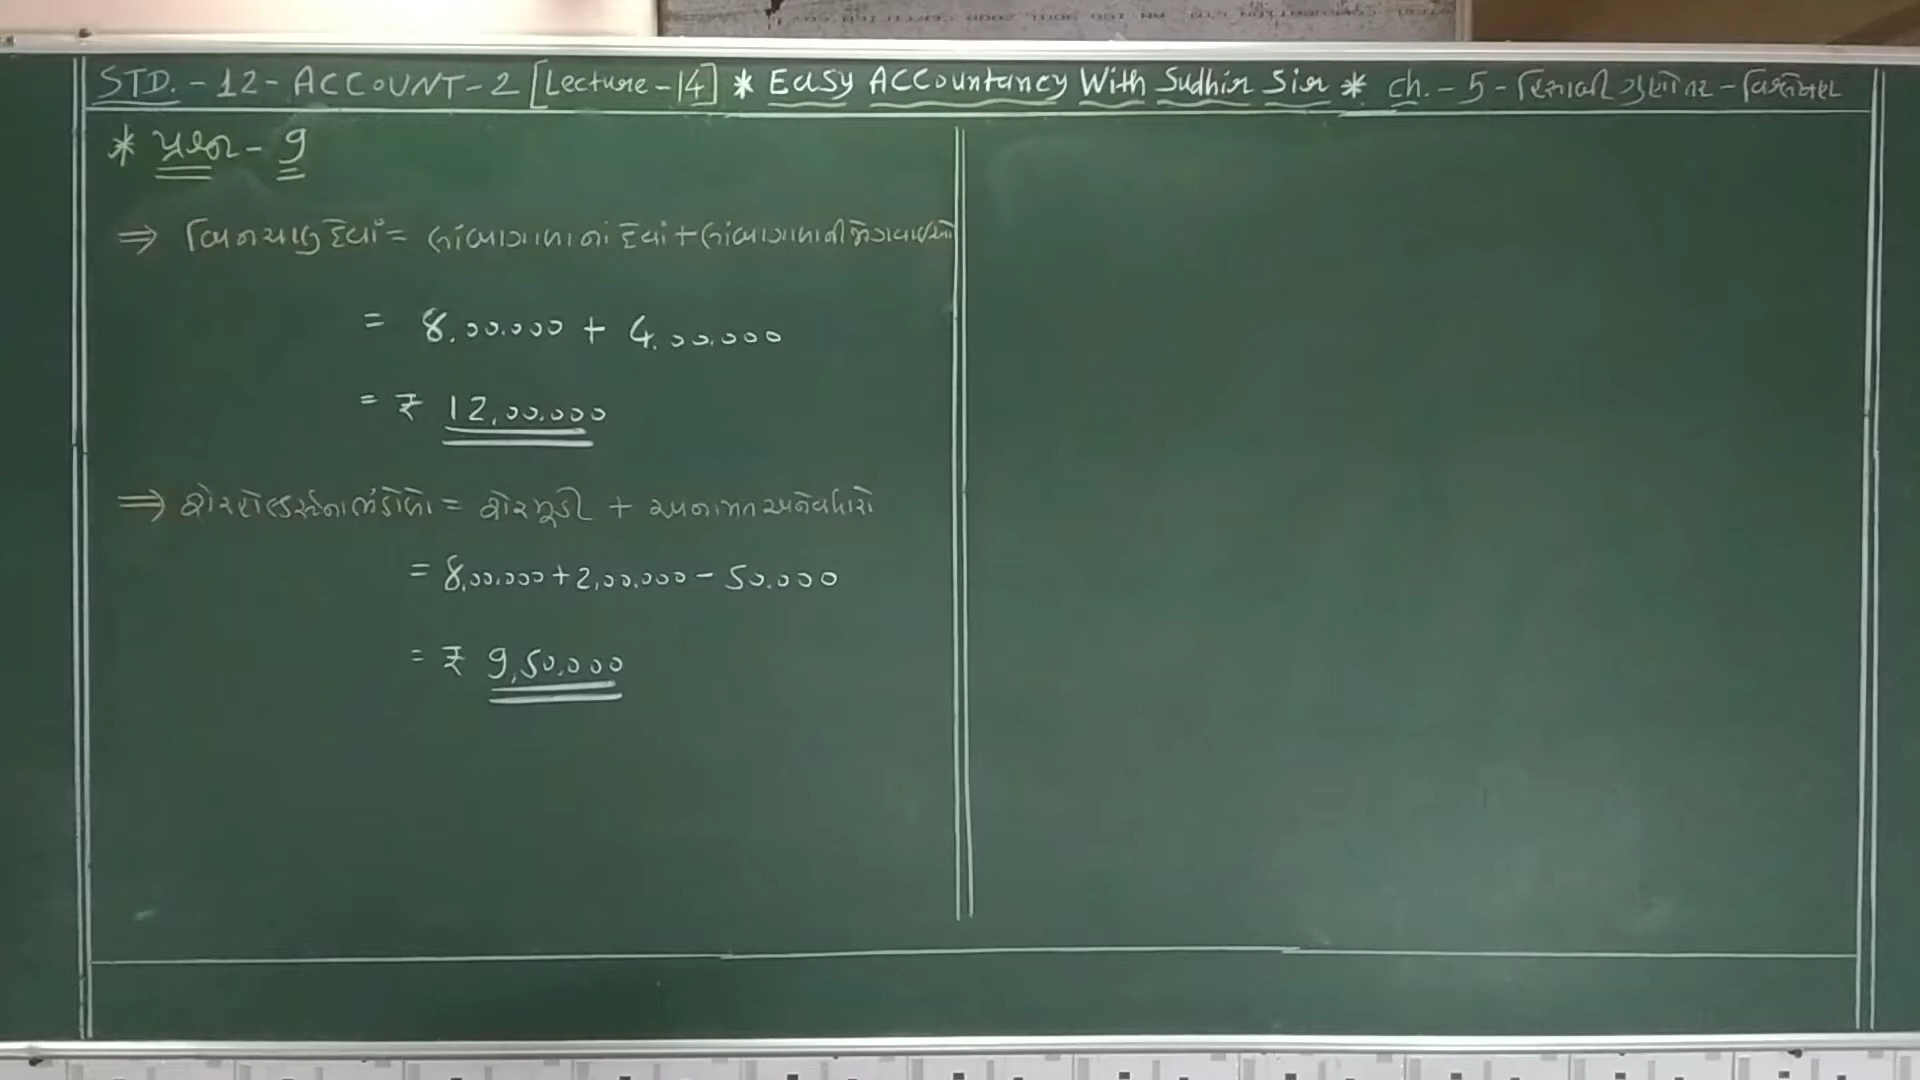 STD. - 12 - ACCOUNT - 2 [Lecture - 14] * Easy Accountancy With Sudhir Sir * Ch. - 5 - હિસાબી ગુણોત્તર - વિશ્લેષણ
* પ્રશ્ન - 9
⇒ બિનચાલુ દેવાં = લાંબાગાળાનાં દેવાં + લાંબાગાળાની જોગવાઈઓ
= 8,00,000 + 4,00,000
= ₹ 12,00,000
⇒ શેરહોલ્ડર્સના ભંડોળો = શેરમૂડી + અનામત અને વધારો
= 8,00,000 + 2,00,000 - 50,000
= ₹ 9,50,000